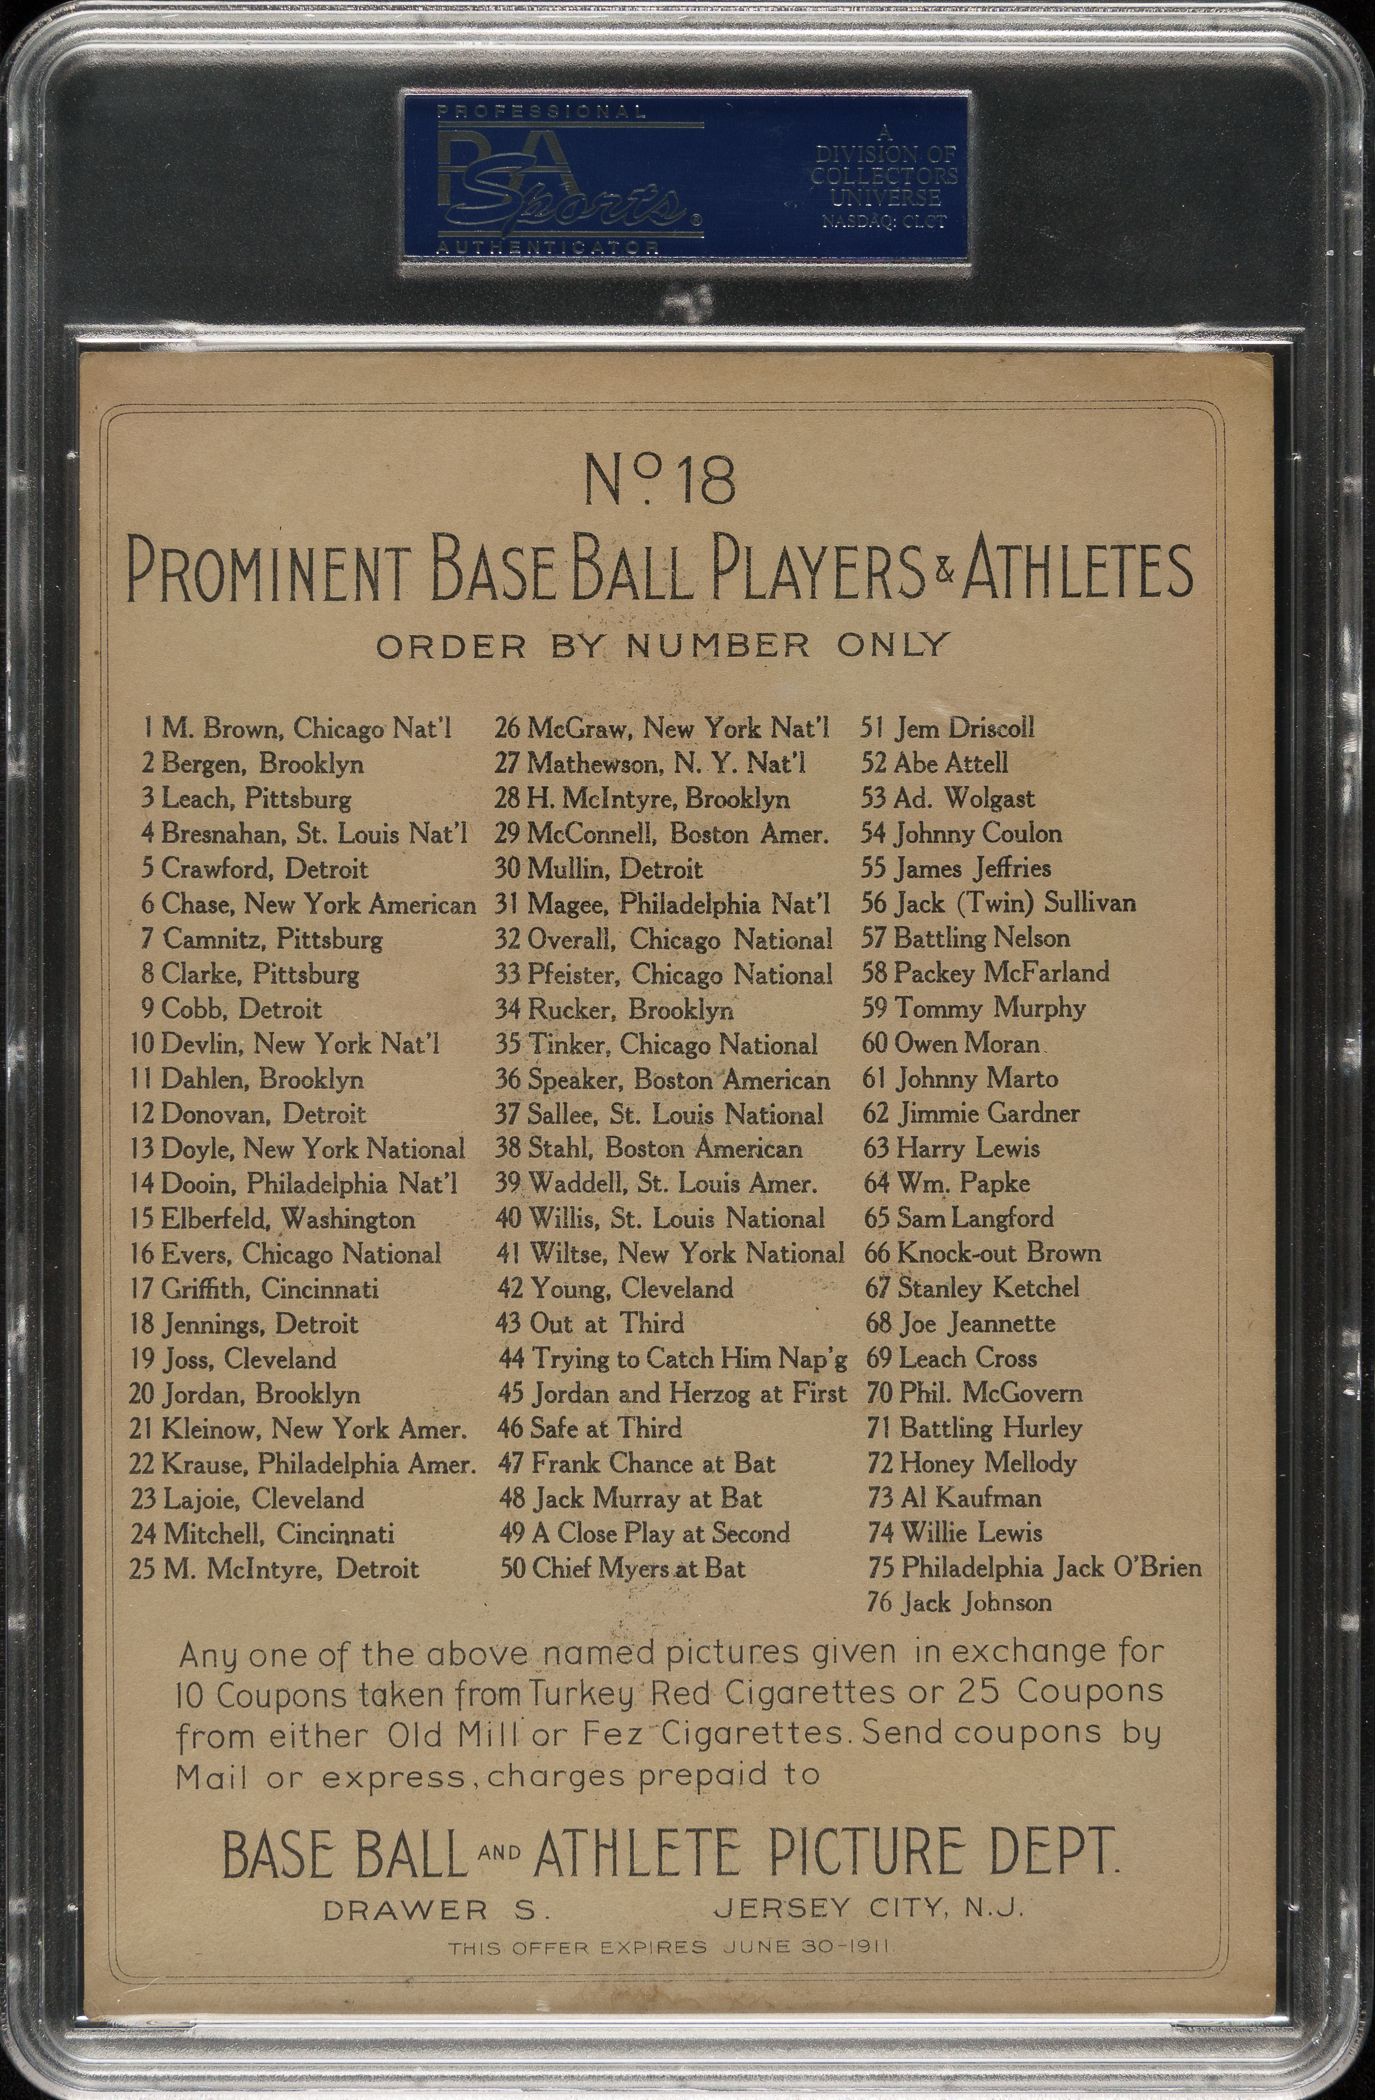 PROFESSIONAL
PSA
Sports®
AUTHENTICATOR
A
DIVISION OF
COLLECTORS
UNIVERSE
NASDAQ: CLCT
No. 18
PROMINENT BASE BALL PLAYERS & ATHLETES
ORDER BY NUMBER ONLY
1 M. Brown, Chicago Nat'l
2 Bergen, Brooklyn
3 Leach, Pittsburg
4 Bresnahan, St. Louis Nat'l
5 Crawford, Detroit
6 Chase, New York American
7 Camnitz, Pittsburg
8 Clarke, Pittsburg
9 Cobb, Detroit
10 Devlin, New York Nat'l
11 Dahlen, Brooklyn
12 Donovan, Detroit
13 Doyle, New York National
14 Dooin, Philadelphia Nat'l
15 Elberfeld, Washington
16 Evers, Chicago National
17 Griffith, Cincinnati
18 Jennings, Detroit
19 Joss, Cleveland
20 Jordan, Brooklyn
21 Kleinow, New York Amer.
22 Krause, Philadelphia Amer.
23 Lajoie, Cleveland
24 Mitchell, Cincinnati
25 M. McIntyre, Detroit
26 McGraw, New York Nat'l
27 Mathewson, N. Y. Nat'l
28 H. McIntyre, Brooklyn
29 McConnell, Boston Amer.
30 Mullin, Detroit
31 Magee, Philadelphia Nat'l
32 Overall, Chicago National
33 Pfeister, Chicago National
34 Rucker, Brooklyn
35 Tinker, Chicago National
36 Speaker, Boston American
37 Sallee, St. Louis National
38 Stahl, Boston American
39 Waddell, St. Louis Amer.
40 Willis, St. Louis National
41 Wiltse, New York National
42 Young, Cleveland
43 Out at Third
44 Trying to Catch Him Nap'g
45 Jordan and Herzog at First
46 Safe at Third
47 Frank Chance at Bat
48 Jack Murray at Bat
49 A Close Play at Second
50 Chief Myers at Bat
51 Jem Driscoll
52 Abe Attell
53 Ad. Wolgast
54 Johnny Coulon
55 James Jeffries
56 Jack (Twin) Sullivan
57 Battling Nelson
58 Packey McFarland
59 Tommy Murphy
60 Owen Moran
61 Johnny Marto
62 Jimmie Gardner
63 Harry Lewis
64 Wm. Papke
65 Sam Langford
66 Knock-out Brown
67 Stanley Ketchel
68 Joe Jeannette
69 Leach Cross
70 Phil. McGovern
71 Battling Hurley
72 Honey Mellody
73 Al Kaufman
74 Willie Lewis
75 Philadelphia Jack O'Brien
76 Jack Johnson
Any one of the above named pictures given in exchange for
10 Coupons taken from Turkey Red Cigarettes or 25 Coupons
from either Old Mill or Fez Cigarettes. Send coupons by
Mail or express, charges prepaid to
BASE BALL AND ATHLETE PICTURE DEPT.
DRAWER S. JERSEY CITY, N.J.
THIS OFFER EXPIRES JUNE 30-1911.